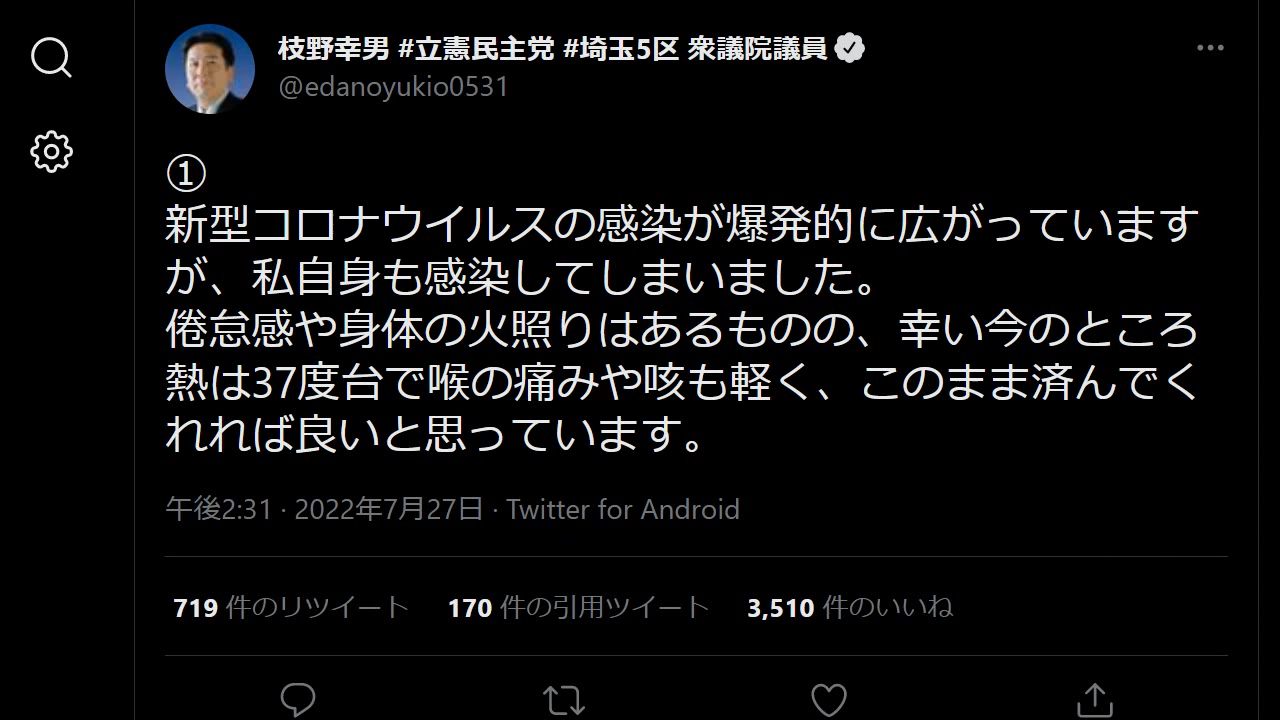 枝野幸男 #立憲民主党 #埼玉5区 衆議院議員
@edanoyukio0531
①
新型コロナウイルスの感染が爆発的に広がっています
が、私自身も感染してしまいました。
倦怠感や身体の火照りはあるものの、幸い今のところ
熱は37度台で喉の痛みや咳も軽く、このまま済んでく
れれば良いと思っています。
午後2:31 · 2022年7月27日 · Twitter for Android
719 件のリツイート 170 件の引用ツイート 3,510 件のいいね